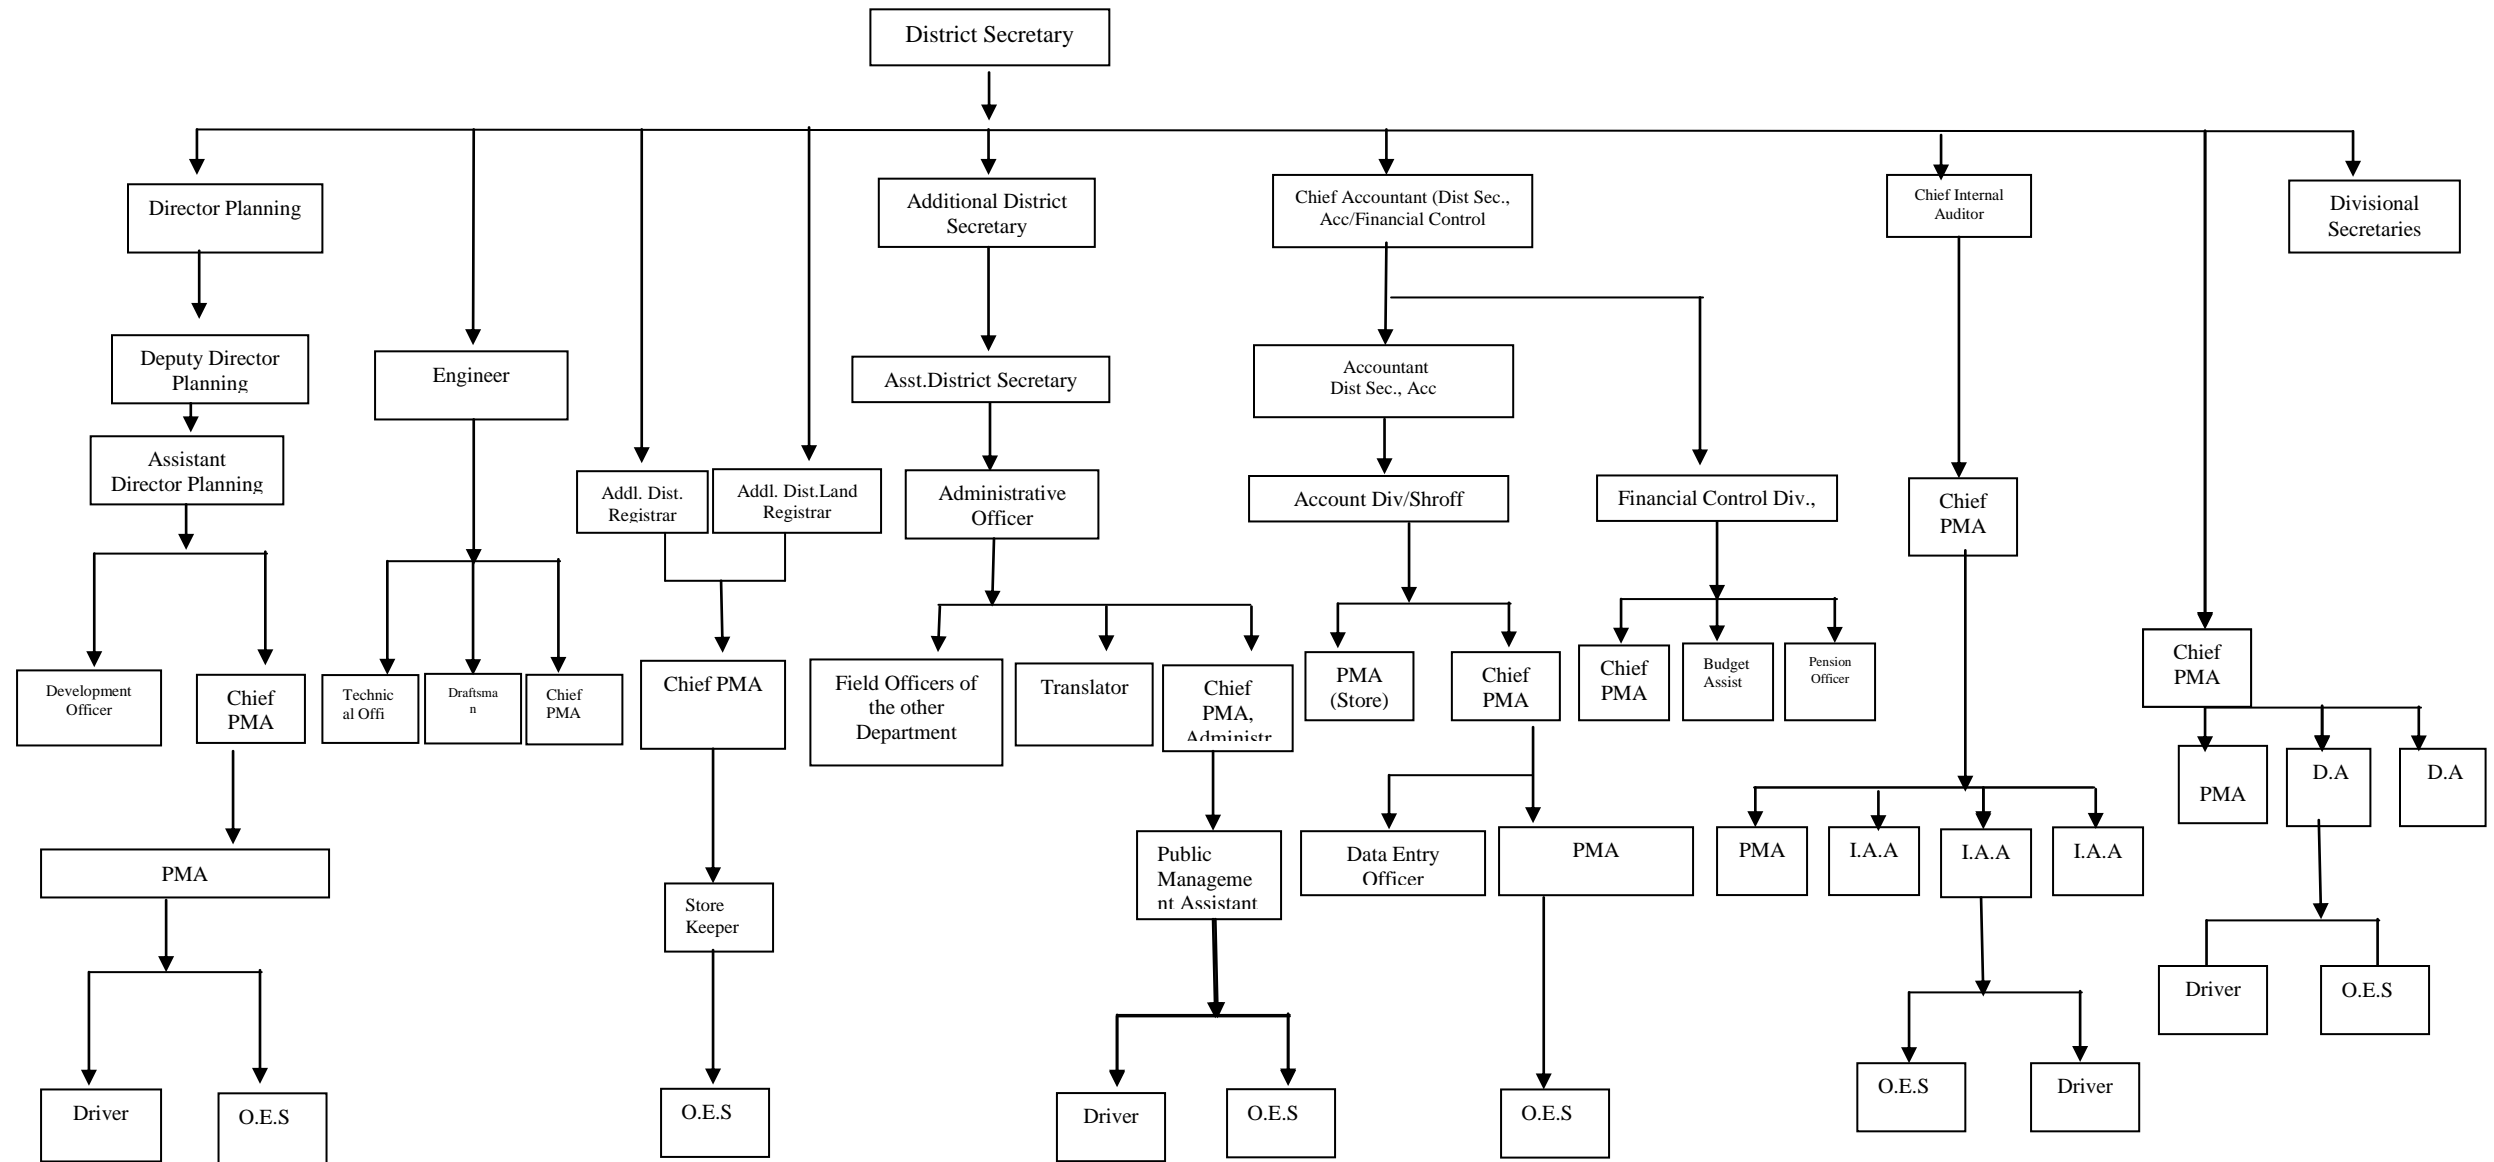 District Secretary
Director Planning
Additional District
Secretary
Chief Accountant (Dist Sec.,
Acc/Financial Control
Chief Internal
Auditor
Divisional
Secretaries
Deputy Director
Planning
Engineer
Asst.District Secretary
Accountant
Dist Sec., Acc
Assistant
Director Planning
Addl. Dist.
Registrar
Addl. Dist.Land
Registrar
Administrative
Officer
Account Div/Shroff
Financial Control Div.,
Chief
PMA
Development
Officer
Chief
PMA
Technic
al Offi
Draftsma
n
Chief
PMA
Chief PMA
Field Officers of
the other
Department
Translator
Chief
PMA,
Administr
PMA
(Store)
Chief
PMA
Chief
PMA
Budget
Assist
Pension
Officer
Chief
PMA
PMA
D.A
D.A
PMA
Store
Keeper
Public
Manageme
nt Assistant
Data Entry
Officer
PMA
PMA
I.A.A
I.A.A
I.A.A
Driver
O.E.S
Driver
O.E.S
O.E.S
Driver
O.E.S
O.E.S
O.E.S
Driver